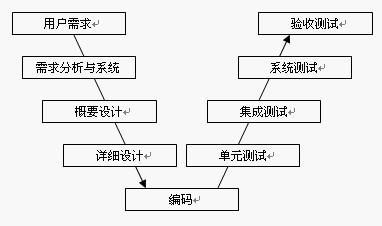 用户需求
验收测试
需求分析与系统
系统测试
概要设计
集成测试
详细设计
单元测试
编码